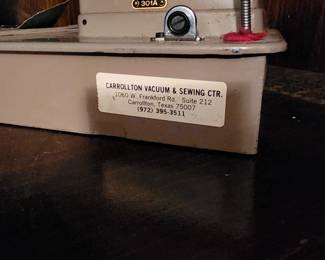 301A
CARROLLTON VACUUM & SEWING CTR.
1060 W. Frankford Rd. Suite 212
Carrollton, Texas 75007
(972) 395-3511